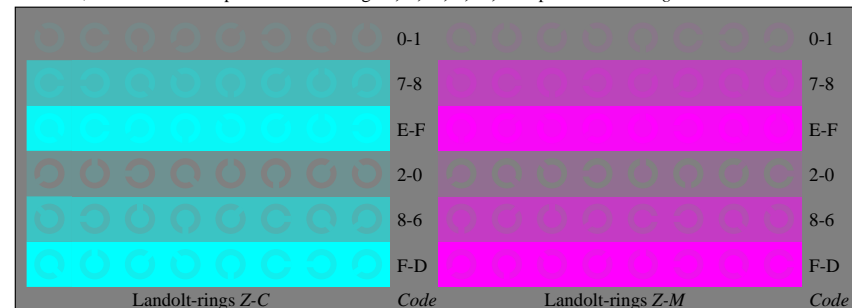 0-1 0-1
7-8 7-8
E-F E-F
2-0 2-0
8-6 8-6
F-D F-D
Landolt-rings Z-C Code Landolt-rings Z-M Code